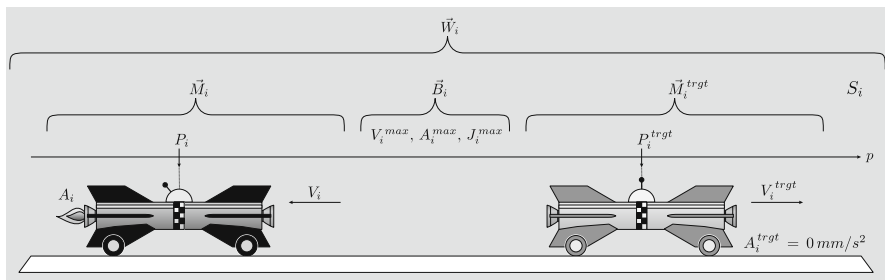 W⃗ᵢ
M⃗ᵢ B⃗ᵢ M⃗ᵢᵗʳᵍᵗ Sᵢ
Vᵢᵐᵃˣ, Aᵢᵐᵃˣ, Jᵢᵐᵃˣ
Pᵢ Pᵢᵗʳᵍᵗ
p
Aᵢ Vᵢ Vᵢᵗʳᵍᵗ
Aᵢᵗʳᵍᵗ = 0 mm/s²